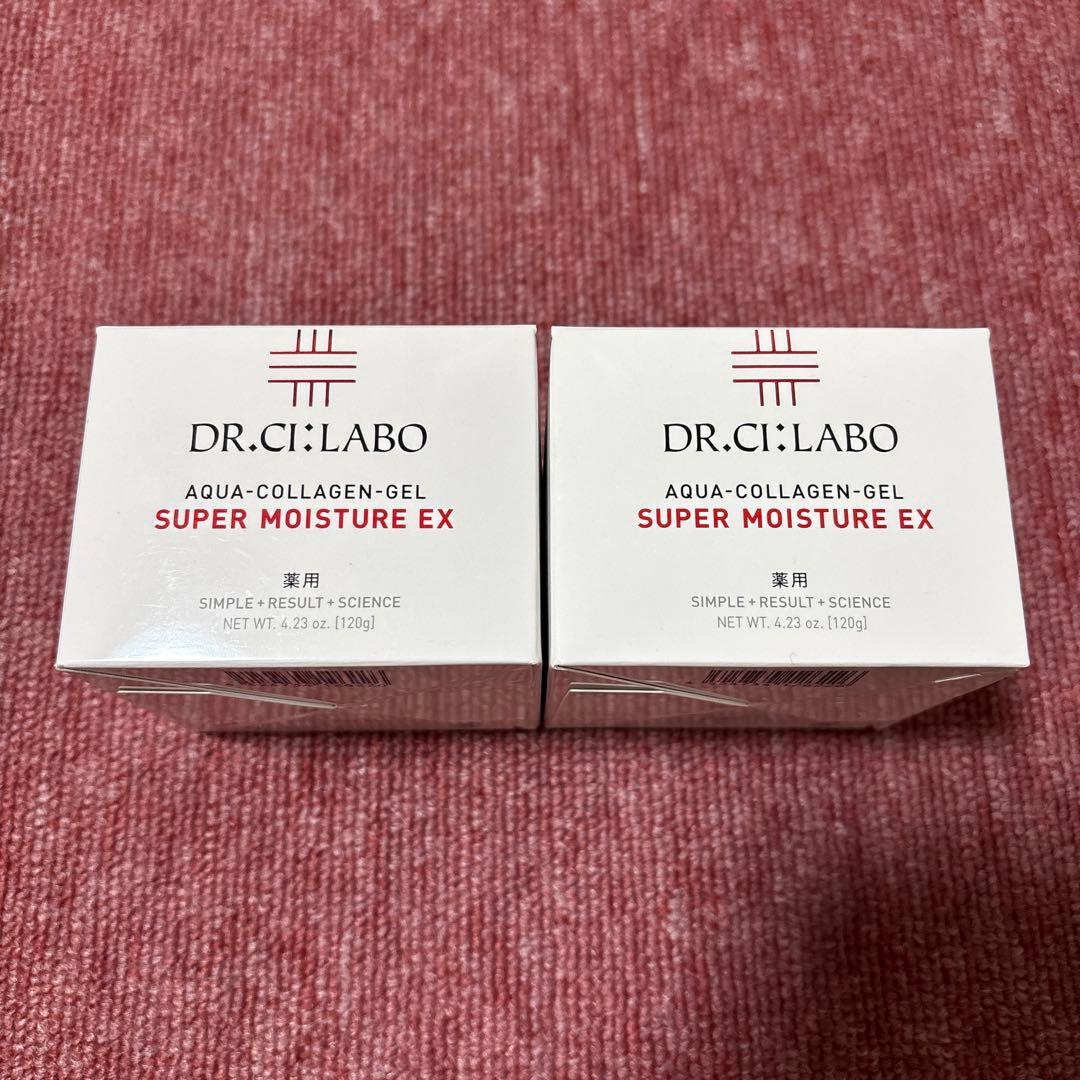 DR.CI:LABO
AQUA-COLLAGEN-GEL
SUPER MOISTURE EX
薬用
SIMPLE + RESULT + SCIENCE
NET WT. 4.23 oz. [120g]
DR.CI:LABO
AQUA-COLLAGEN-GEL
SUPER MOISTURE EX
薬用
SIMPLE + RESULT + SCIENCE
NET WT. 4.23 oz. [120g]